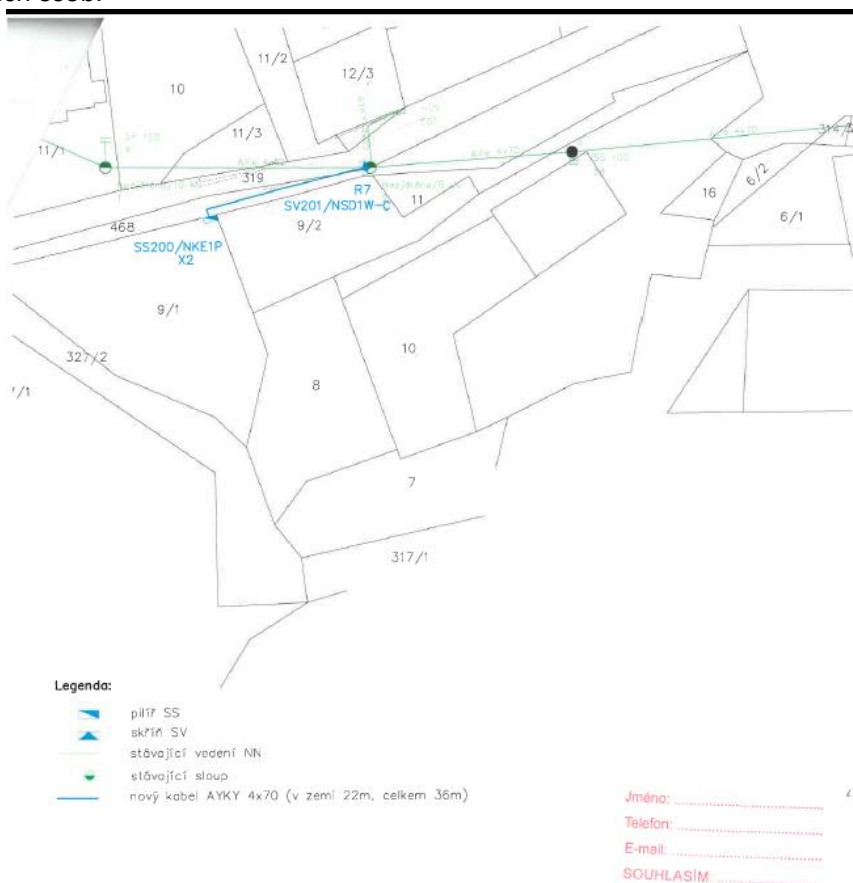 10
11/2
12/3
11/3
11/1
319
468
R7
SV201/NSD1W-C
11
SS200/NKE1P
X2
9/2
9/1
16
6/2
6/1
327/2
10
8
7
317/1
Legenda:
pilíř SS
skříň SV
stávající vedení NN
stávající sloup
nový kabel AYKY 4x70 (v zemi 22m, celkem 36m)
Jméno:
Telefon:
E-mail:
SOUHLASÍM: